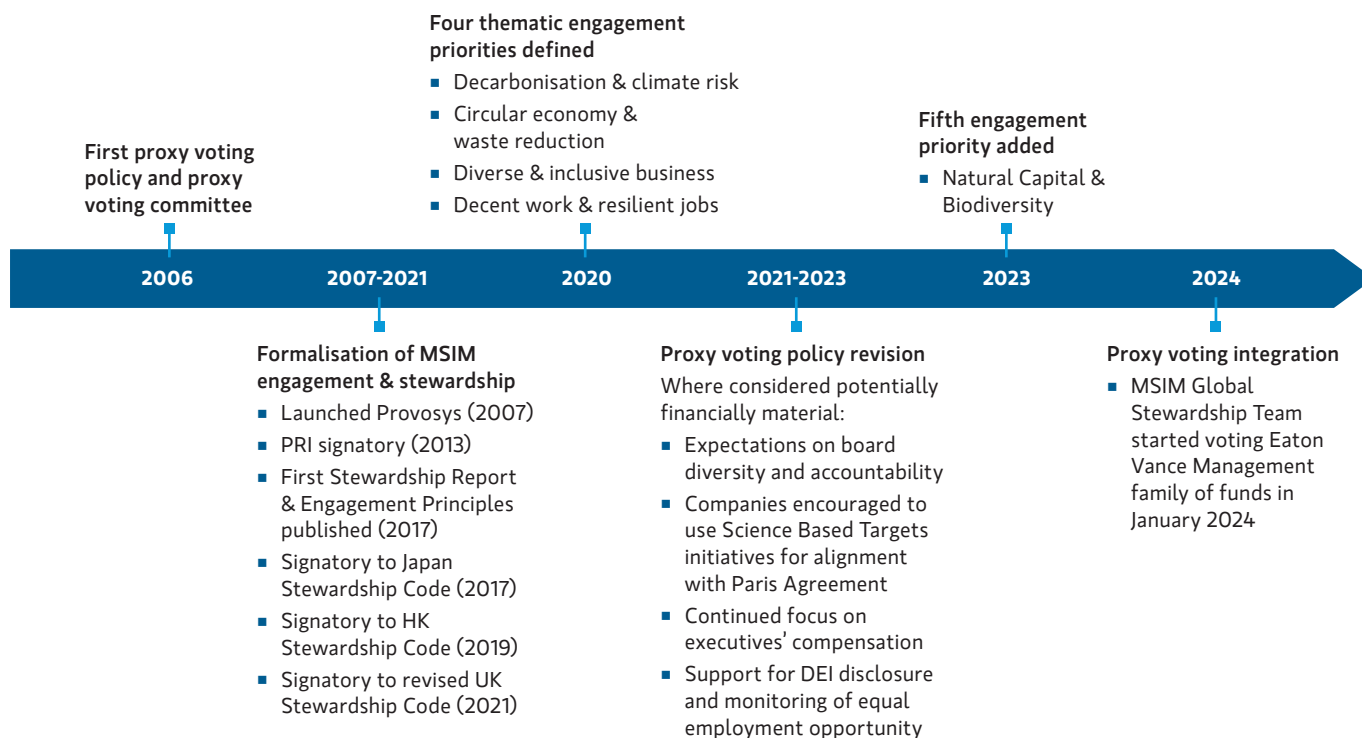 Four thematic engagement
priorities defined
■ Decarbonisation & climate risk
■ Circular economy &
waste reduction
■ Diverse & inclusive business
■ Decent work & resilient jobs
First proxy voting
policy and proxy
voting committee
Fifth engagement
priority added
■ Natural Capital &
Biodiversity
2006
2007-2021
2020
2021-2023
2023
2024
Formalisation of MSIM
engagement & stewardship
■ Launched Provosys (2007)
■ PRI signatory (2013)
■ First Stewardship Report
& Engagement Principles
published (2017)
■ Signatory to Japan
Stewardship Code (2017)
■ Signatory to HK
Stewardship Code (2019)
■ Signatory to revised UK
Stewardship Code (2021)
Proxy voting policy revision
Where considered potentially
financially material:
■ Expectations on board
diversity and accountability
■ Companies encouraged to
use Science Based Targets
initiatives for alignment
with Paris Agreement
■ Continued focus on
executives’ compensation
■ Support for DEI disclosure
and monitoring of equal
employment opportunity
Proxy voting integration
■ MSIM Global
Stewardship Team
started voting Eaton
Vance Management
family of funds in
January 2024